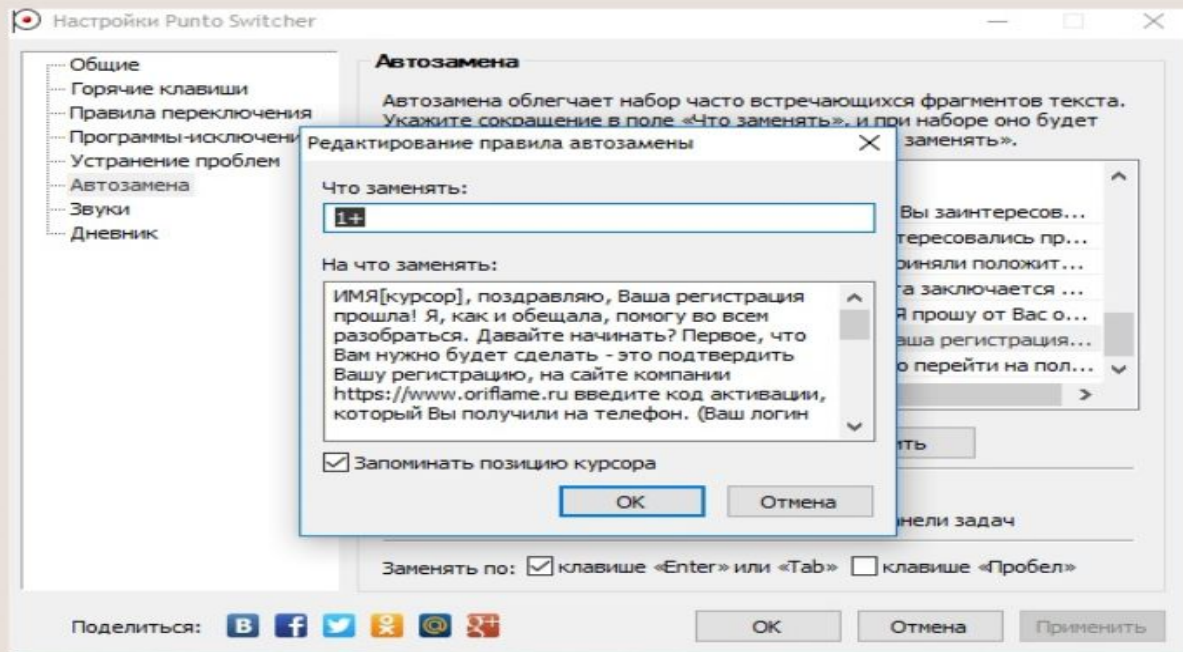 Настройки Punto Switcher
Общие
Горячие клавиши
Правила переключения
Программы-исключени
Устранение проблем
Автозамена
Звуки
Дневник
Автозамена
Автозамена облегчает набор часто встречающихся фрагментов текста.
Укажите сокращение в поле «Что заменять», и при наборе оно будет
заменять».
Редактирование правила автозамены
Что заменять:
1+
На что заменять:
ИМЯ[курсор], поздравляю, Ваша регистрация
прошла! Я, как и обещала, помогу во всем
разобраться. Давайте начинать? Первое, что
Вам нужно будет сделать - это подтвердить
Вашу регистрацию, на сайте компании
https://www.oriflame.ru введите код активации,
который Вы получили на телефон. (Ваш логин
Запоминать позицию курсора
ОК
Отмена
Вы заинтересов...
тересовались пр...
риняли положит...
та заключается ...
Я прошу от Вас о...
аша регистрация...
о перейти на пол...
ить
нели задач
Заменять по: клавише «Enter» или «Tab» клавише «Пробел»
Поделиться:
ОК
Отмена
Применить